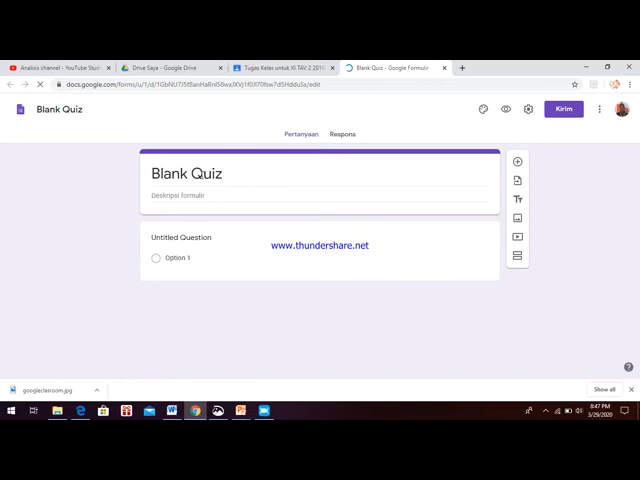 Analisis channel - YouTube Stud
Drive Saya - Google Drive
Tugas Kelas untuk XI TAV 2 201
Blank Quiz - Google Formulir
Blank Quiz
Kirim
Pertanyaan
Respons
Blank Quiz
Deskripsi formulir
Untitled Question
www.thundershare.net
Option 1
googleclasroom.jpg
Show all
8:47 PM
3/29/2020